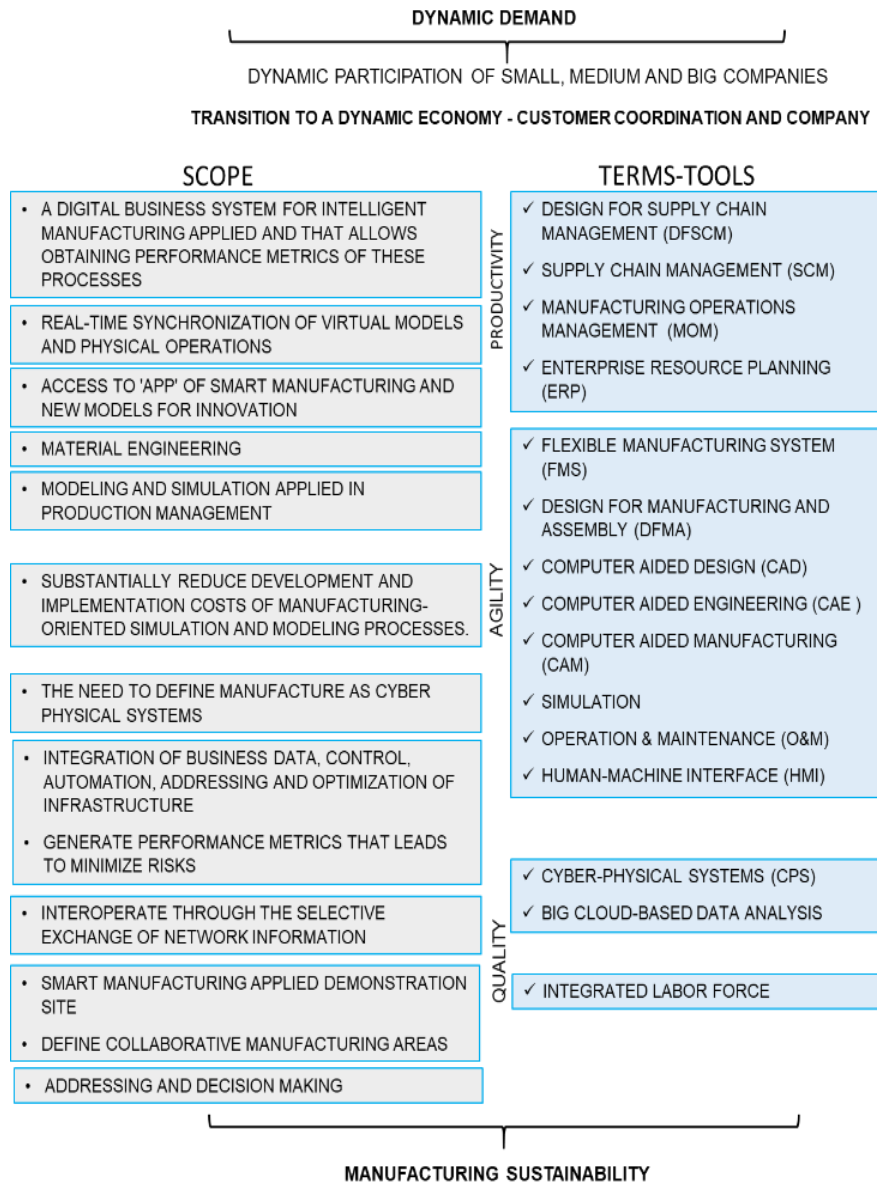 DYNAMIC DEMAND
DYNAMIC PARTICIPATION OF SMALL, MEDIUM AND BIG COMPANIES
TRANSITION TO A DYNAMIC ECONOMY - CUSTOMER COORDINATION AND COMPANY
SCOPE
• A DIGITAL BUSINESS SYSTEM FOR INTELLIGENT
MANUFACTURING APPLIED AND THAT ALLOWS
OBTAINING PERFORMANCE METRICS OF THESE
PROCESSES
• REAL-TIME SYNCHRONIZATION OF VIRTUAL MODELS
AND PHYSICAL OPERATIONS
• ACCESS TO 'APP' OF SMART MANUFACTURING AND
NEW MODELS FOR INNOVATION
• MATERIAL ENGINEERING
• MODELING AND SIMULATION APPLIED IN
PRODUCTION MANAGEMENT
• SUBSTANTIALLY REDUCE DEVELOPMENT AND
IMPLEMENTATION COSTS OF MANUFACTURING-
ORIENTED SIMULATION AND MODELING PROCESSES.
• THE NEED TO DEFINE MANUFACTURE AS CYBER
PHYSICAL SYSTEMS
• INTEGRATION OF BUSINESS DATA, CONTROL,
AUTOMATION, ADDRESSING AND OPTIMIZATION OF
INFRASTRUCTURE
• GENERATE PERFORMANCE METRICS THAT LEADS
TO MINIMIZE RISKS
• INTEROPERATE THROUGH THE SELECTIVE
EXCHANGE OF NETWORK INFORMATION
• SMART MANUFACTURING APPLIED DEMONSTRATION
SITE
• DEFINE COLLABORATIVE MANUFACTURING AREAS
• ADDRESSING AND DECISION MAKING
PRODUCTIVITY
AGILITY
QUALITY
TERMS-TOOLS
✓ DESIGN FOR SUPPLY CHAIN
MANAGEMENT (DFSCM)
✓ SUPPLY CHAIN MANAGEMENT (SCM)
✓ MANUFACTURING OPERATIONS
MANAGEMENT (MOM)
✓ ENTERPRISE RESOURCE PLANNING
(ERP)
✓ FLEXIBLE MANUFACTURING SYSTEM
(FMS)
✓ DESIGN FOR MANUFACTURING AND
ASSEMBLY (DFMA)
✓ COMPUTER AIDED DESIGN (CAD)
✓ COMPUTER AIDED ENGINEERING (CAE )
✓ COMPUTER AIDED MANUFACTURING
(CAM)
✓ SIMULATION
✓ OPERATION & MAINTENANCE (O&M)
✓ HUMAN-MACHINE INTERFACE (HMI)
✓ CYBER-PHYSICAL SYSTEMS (CPS)
✓ BIG CLOUD-BASED DATA ANALYSIS
✓ INTEGRATED LABOR FORCE
MANUFACTURING SUSTAINABILITY